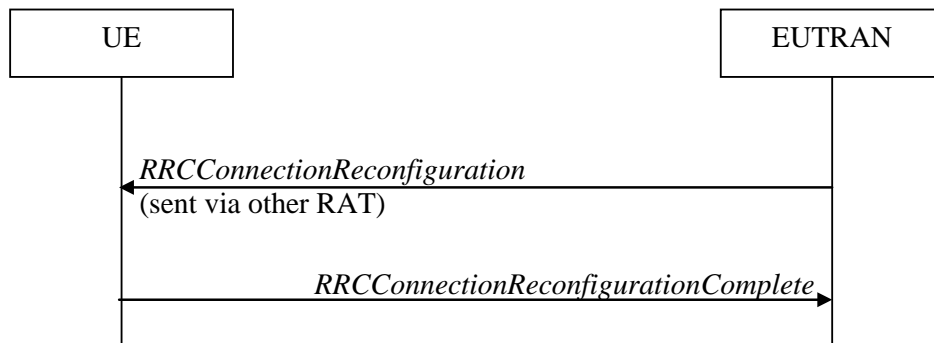 UE
EUTRAN
RRCConnectionReconfiguration
(sent via other RAT)
RRCConnectionReconfigurationComplete